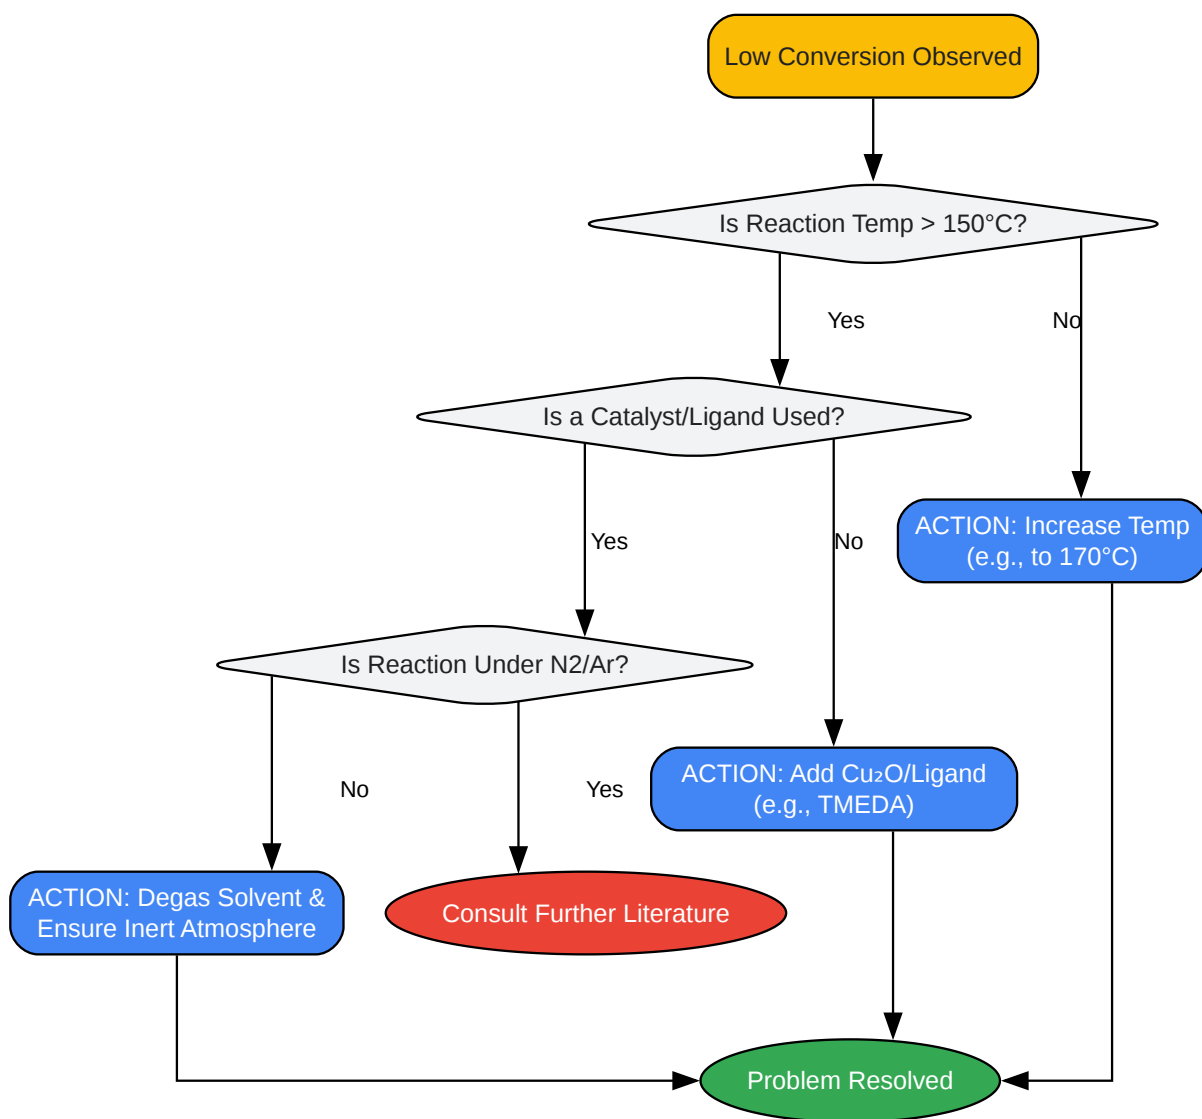 Low Conversion Observed
Is Reaction Temp > 150°C?
Yes
No
Is a Catalyst/Ligand Used?
Yes
No
ACTION: Increase Temp
(e.g., to 170°C)
Is Reaction Under N2/Ar?
No
Yes
ACTION: Add Cu₂O/Ligand
(e.g., TMEDA)
ACTION: Degas Solvent &
Ensure Inert Atmosphere
Consult Further Literature
Problem Resolved